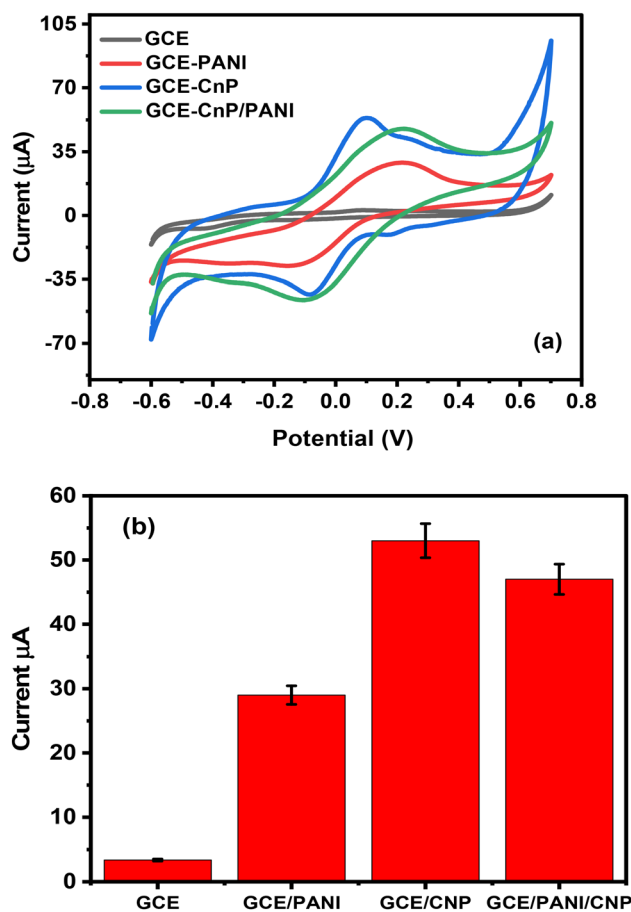 105
70
35
0
-35
-70
Current (μA)
GCE
GCE-PANI
GCE-CnP
GCE-CnP/PANI
(a)
-0.8 -0.6 -0.4 -0.2 0.0 0.2 0.4 0.6 0.8
Potential (V)
(b)
60
50
40
30
20
10
0
Current μA
GCE GCE/PANI GCE/CNP GCE/PANI/CNP